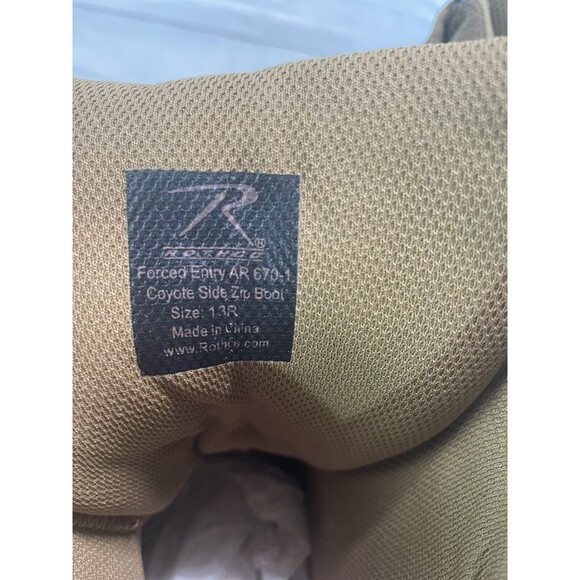 R®
ROTHCO
Forced Entry AR 670-1
Coyote Side Zip Boot
Size: 13R
Made in China
www.Rothco.com